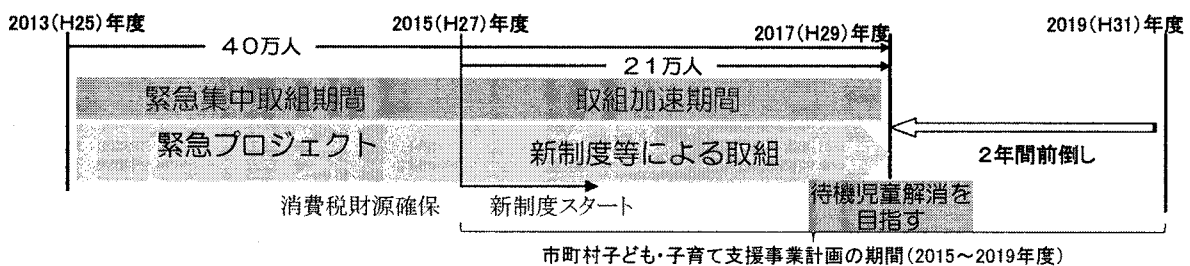 2013(H25)年度
2015(H27)年度
2017(H29)年度
2019(H31)年度
40万人
21万人
緊急集中取組期間
取組加速期間
緊急プロジェクト
新制度等による取組
2年間前倒し
消費税財源確保
新制度スタート
待機児童解消を
目指す
市町村子ども・子育て支援事業計画の期間(2015~2019年度)